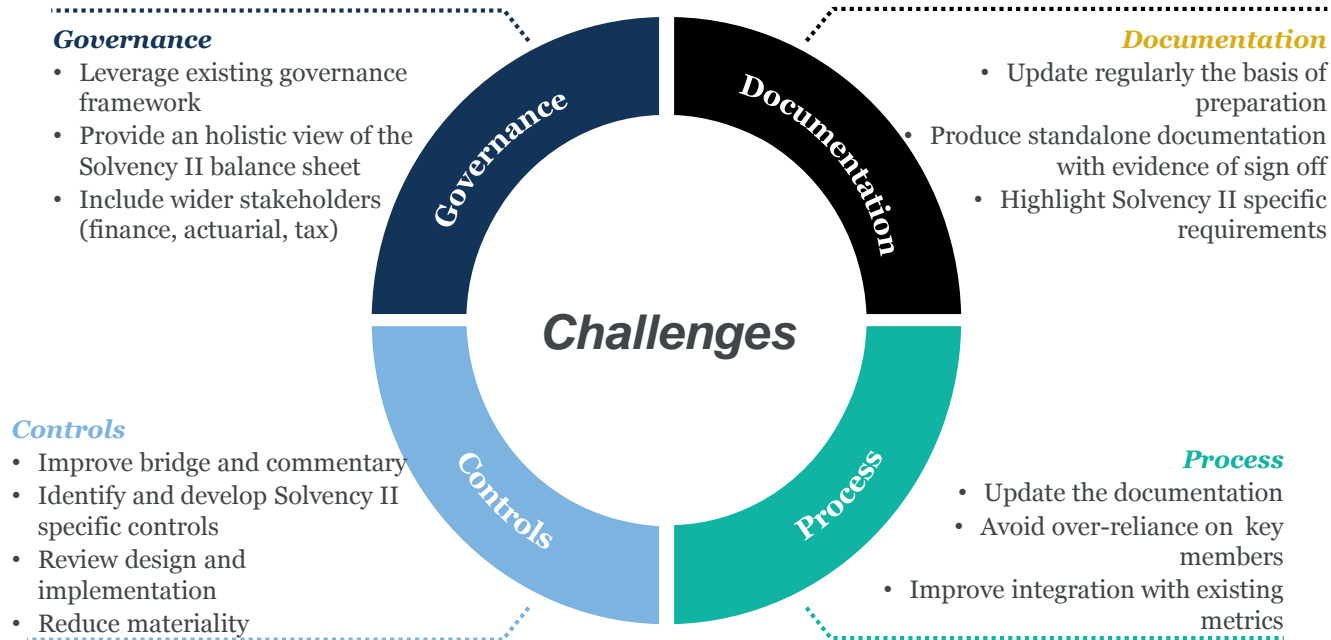 Governance
• Leverage existing governance
framework
• Provide an holistic view of the
Solvency II balance sheet
• Include wider stakeholders
(finance, actuarial, tax)
Documentation
• Update regularly the basis of
preparation
• Produce standalone documentation
with evidence of sign off
• Highlight Solvency II specific
requirements
Governance
Documentation
Challenges
Controls
Process
Controls
• Improve bridge and commentary
• Identify and develop Solvency II
specific controls
• Review design and
implementation
• Reduce materiality
Process
• Update the documentation
• Avoid over-reliance on key
members
• Improve integration with existing
metrics